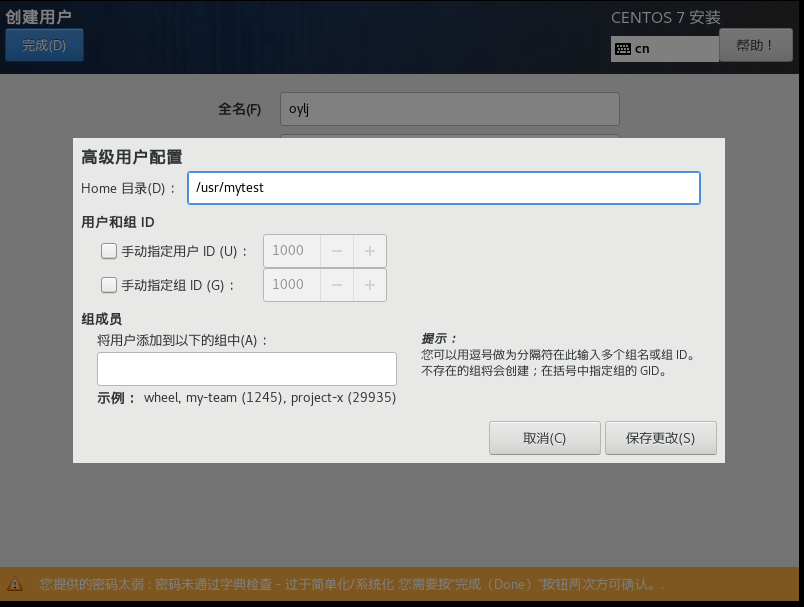 创建用户
CENTOS 7 安装
完成(D)
cn
帮助！
全名(F)
oylj
高级用户配置
Home 目录(D)：
/usr/mytest
用户和组 ID
手动指定用户 ID (U)：
1000
手动指定组 ID (G)：
1000
组成员
将用户添加到以下的组中(A)：
提示：
您可以用逗号做为分隔符在此输入多个组名或组 ID。
不存在的组将会创建；在括号中指定组的 GID。
示例： wheel, my-team (1245), project-x (29935)
取消(C)
保存更改(S)
您提供的密码太弱 : 密码未通过字典检查 - 过于简单化/系统化 您需要按“完成（Done）”按钮两次方可确认。.